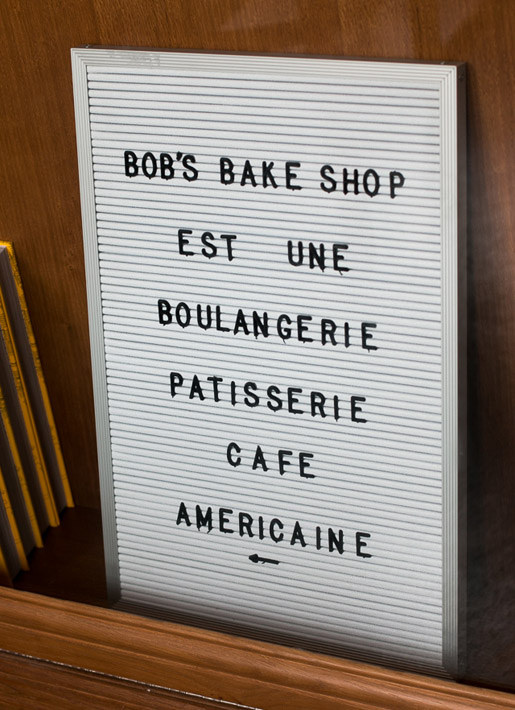 BOB'S BAKE SHOP
EST UNE
BOULANGERIE
PATISSERIE
CAFE
AMERICAINE
←